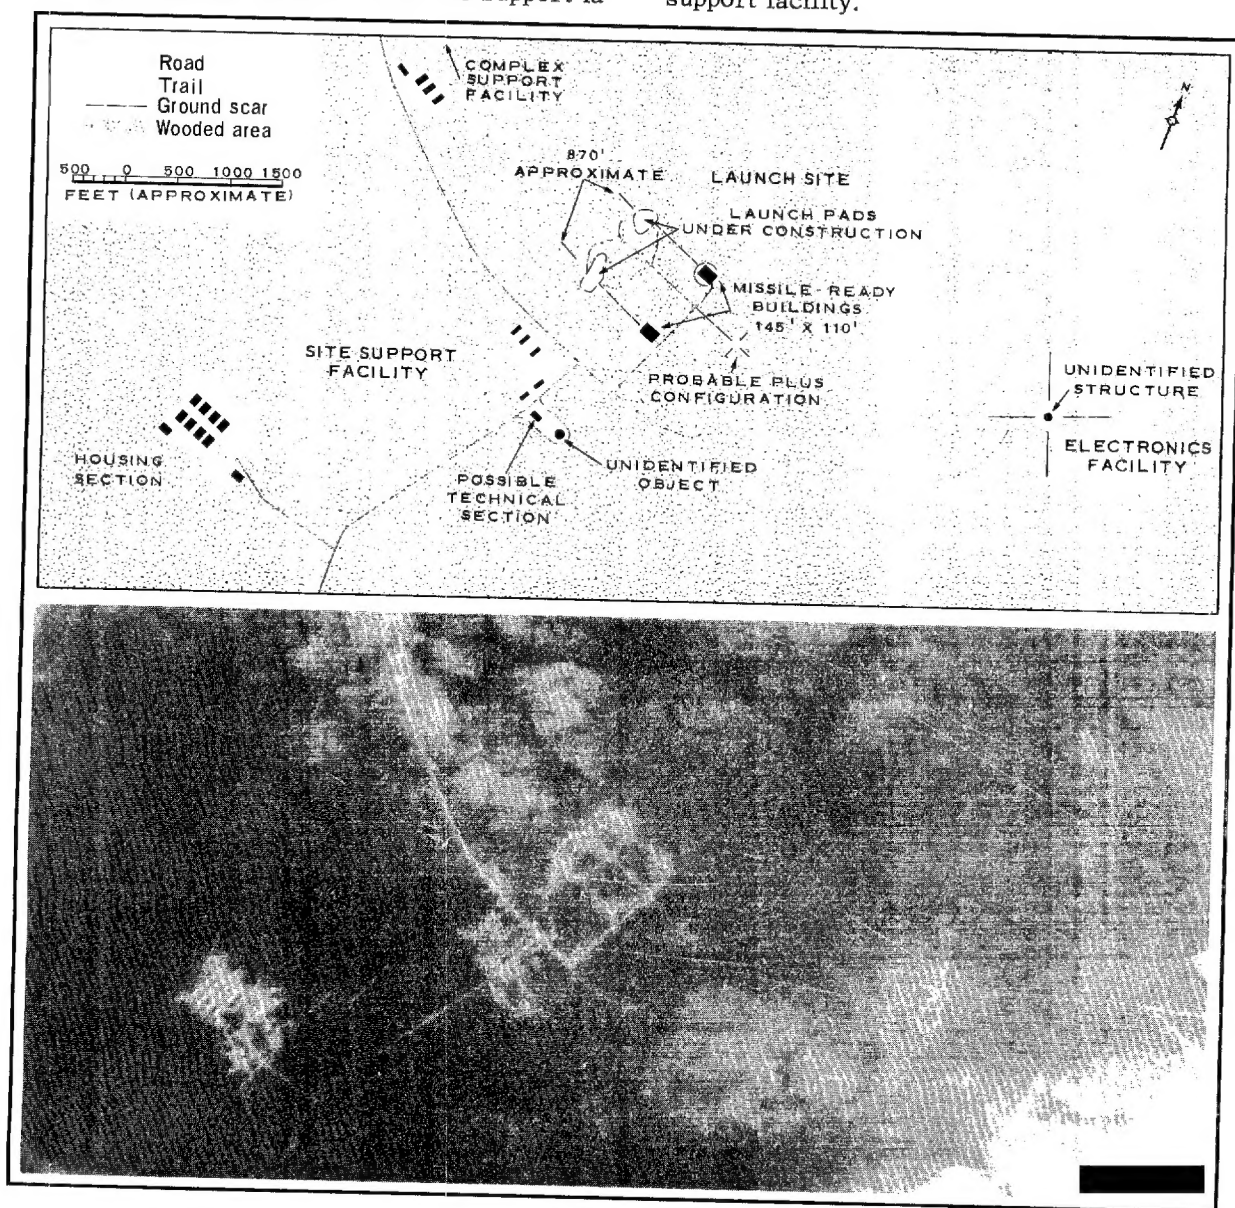 support facility.
COMPLEX
SUPPORT
FACILITY
Road
Trail
Ground scar
Wooded area
500 0 500 1000 1500
FEET (APPROXIMATE)
N
870'
APPROXIMATE
LAUNCH SITE
LAUNCH PADS
UNDER CONSTRUCTION
MISSILE-READY
BUILDINGS
145' X 110'
SITE SUPPORT
FACILITY
PROBABLE PLUS
CONFIGURATION
UNIDENTIFIED
STRUCTURE
ELECTRONICS
FACILITY
HOUSING
SECTION
POSSIBLE
TECHNICAL
SECTION
UNIDENTIFIED
OBJECT